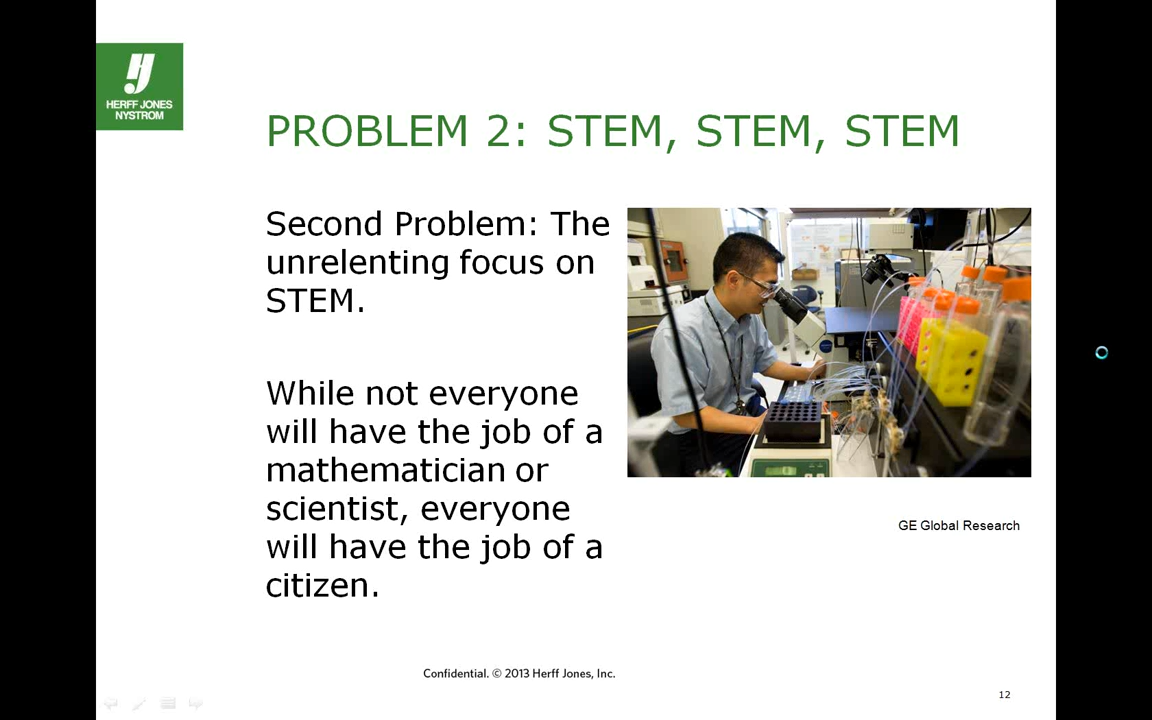 HERFF JONES
NYSTROM
PROBLEM 2: STEM, STEM, STEM
Second Problem: The
unrelenting focus on
STEM.
While not everyone
will have the job of a
mathematician or
scientist, everyone
will have the job of a
citizen.
GE Global Research
Confidential. © 2013 Herff Jones, Inc.
12